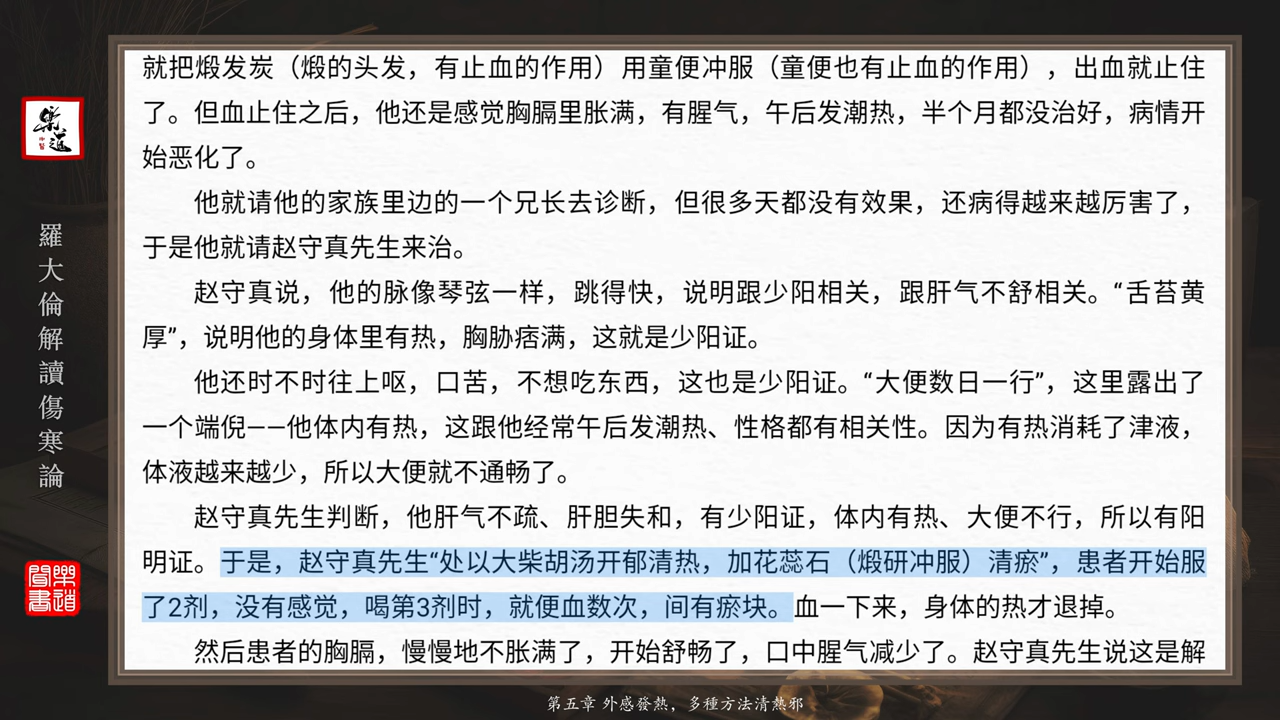 就把煅发炭（煅的头发，有止血的作用）用童便冲服（童便也有止血的作用），出血就止住
了。但血止住之后，他还是感觉胸膈里胀满，有腥气，午后发潮热，半个月都没治好，病情开
始恶化了。
他就请他的家族里边的一个兄长去诊断，但很多天都没有效果，还病得越来越厉害了，
于是他就请赵守真先生来治。
赵守真说，他的脉像琴弦一样，跳得快，说明跟少阳相关，跟肝气不舒相关。“舌苔黄
厚”，说明他的身体里有热，胸胁痞满，这就是少阳证。
他还时不时往上呕，口苦，不想吃东西，这也是少阳证。“大便数日一行”，这里露出了
一个端倪——他体内有热，这跟他经常午后发潮热、性格都有相关性。因为有热消耗了津液，
体液越来越少，所以大便就不通畅了。
赵守真先生判断，他肝气不疏、肝胆失和，有少阳证，体内有热、大便不行，所以有阳
明证。于是，赵守真先生“处以大柴胡汤开郁清热，加花蕊石（煅研冲服）清瘀”，患者开始服
了2剂，没有感觉，喝第3剂时，就便血数次，间有瘀块。血一下来，身体的热才退掉。
然后患者的胸膈，慢慢地不胀满了，开始舒畅了，口中腥气减少了。赵守真先生说这是解
乐道
中醫
羅大倫解讀傷寒論
樂道
聞書
第五章 外感發熱，多種方法清熱邪